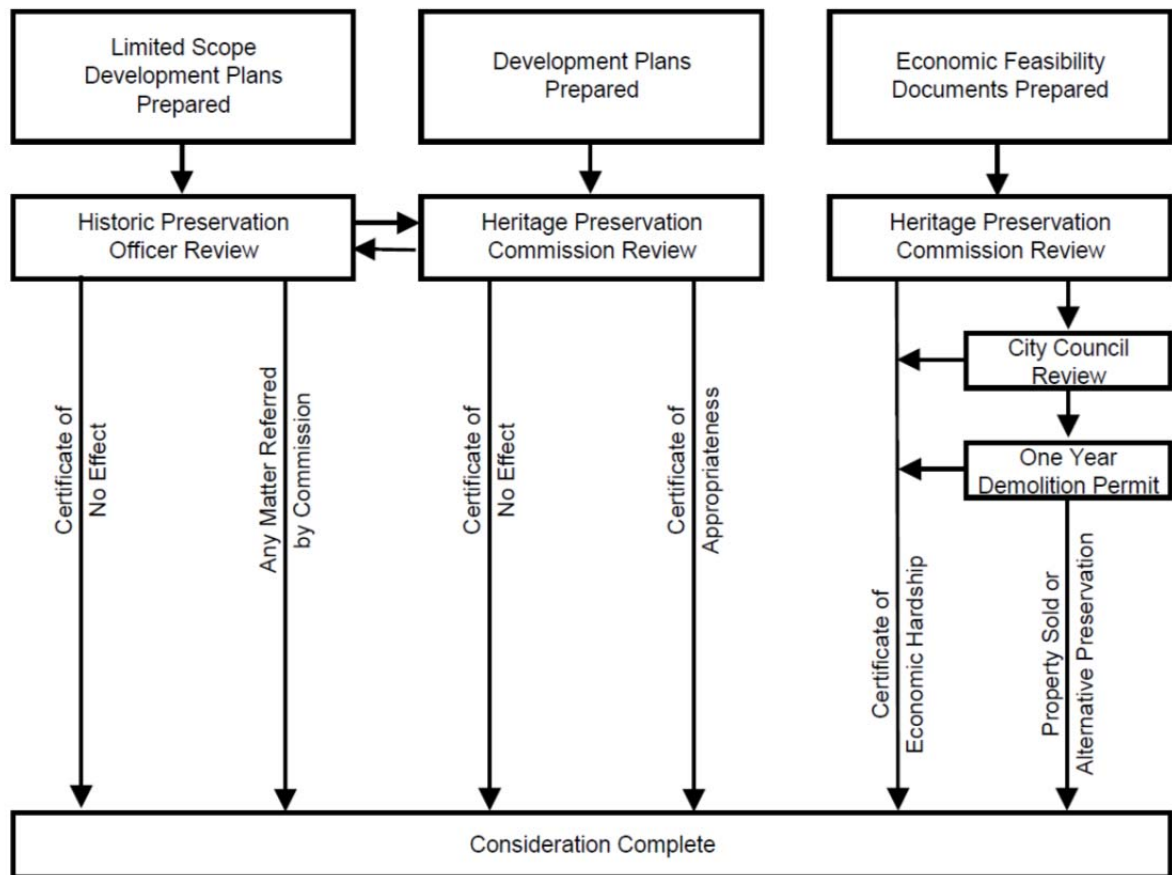 Limited Scope
Development Plans
Prepared
Development Plans
Prepared
Economic Feasibility
Documents Prepared
Historic Preservation
Officer Review
Heritage Preservation
Commission Review
Heritage Preservation
Commission Review
City Council
Review
One Year
Demolition Permit
Certificate of
No Effect
Any Matter Referred
by Commission
Certificate of
No Effect
Certificate of
Appropriateness
Certificate of
Economic Hardship
Property Sold or
Alternative Preservation
Consideration Complete